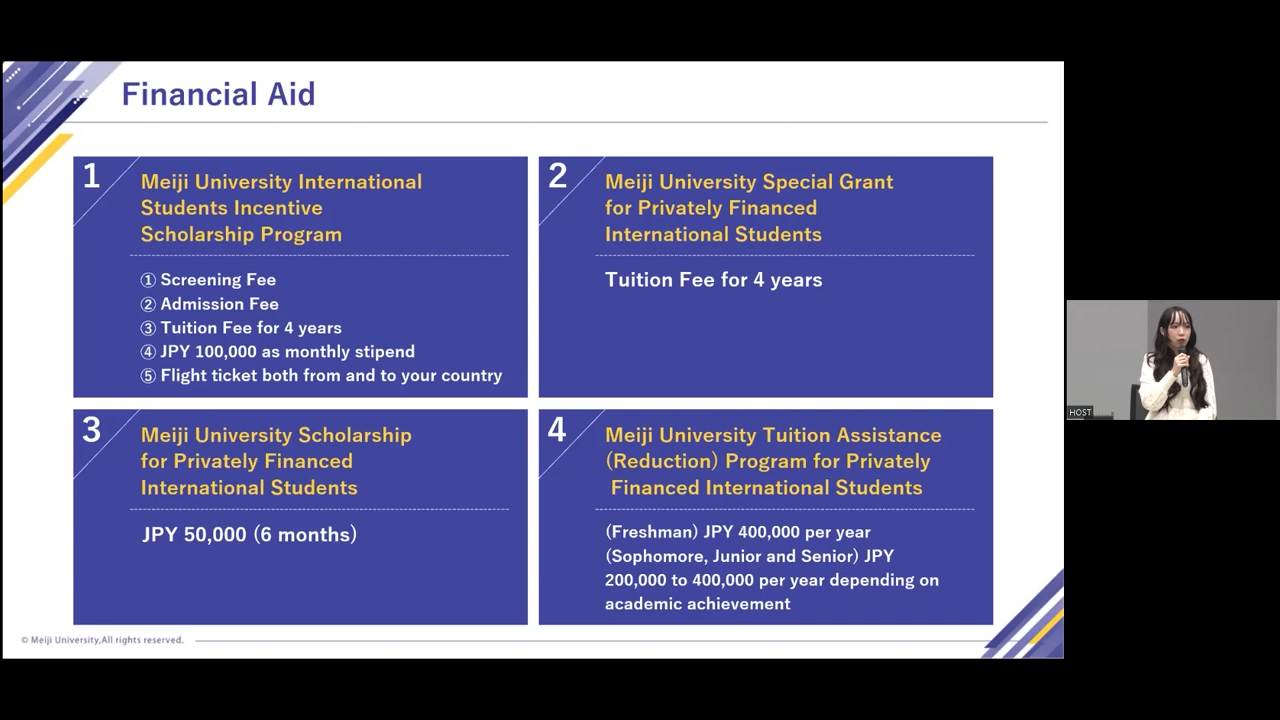 Financial Aid
1
Meiji University International
Students Incentive
Scholarship Program
① Screening Fee
② Admission Fee
③ Tuition Fee for 4 years
④ JPY 100,000 as monthly stipend
⑤ Flight ticket both from and to your country
2
Meiji University Special Grant
for Privately Financed
International Students
Tuition Fee for 4 years
3
Meiji University Scholarship
for Privately Financed
International Students
JPY 50,000 (6 months)
4
Meiji University Tuition Assistance
(Reduction) Program for Privately
Financed International Students
(Freshman) JPY 400,000 per year
(Sophomore, Junior and Senior) JPY
200,000 to 400,000 per year depending on
academic achievement
© Meiji University,All rights reserved.
HOST